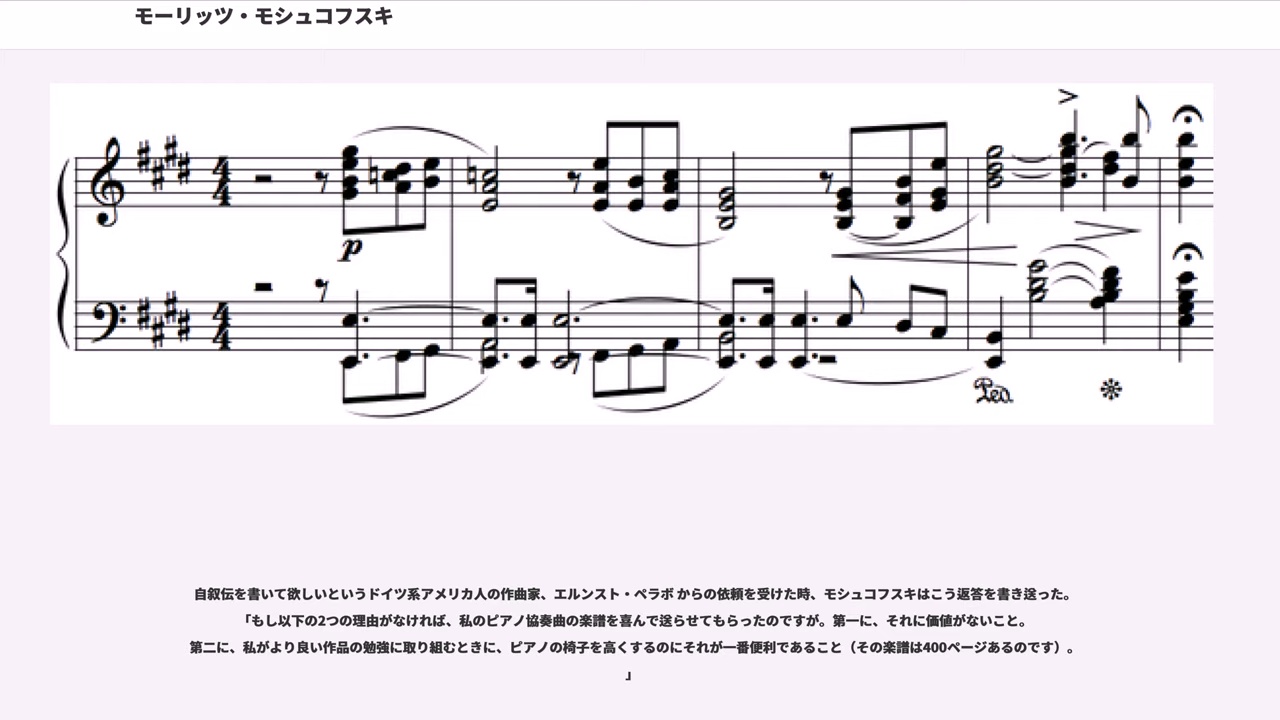 モーリッツ・モシュコフスキ
p
自叙伝を書いて欲しいというドイツ系アメリカ人の作曲家、エルンスト・ペラボ からの依頼を受けた時、モシュコフスキはこう返答を書き送った。
「もし以下の2つの理由がなければ、私のピアノ協奏曲の楽譜を喜んで送らせてもらったのですが。第一に、それに価値がないこと。
第二に、私がより良い作品の勉強に取り組むときに、ピアノの椅子を高くするのにそれが一番便利であること（その楽譜は400ページあるのです）。
」